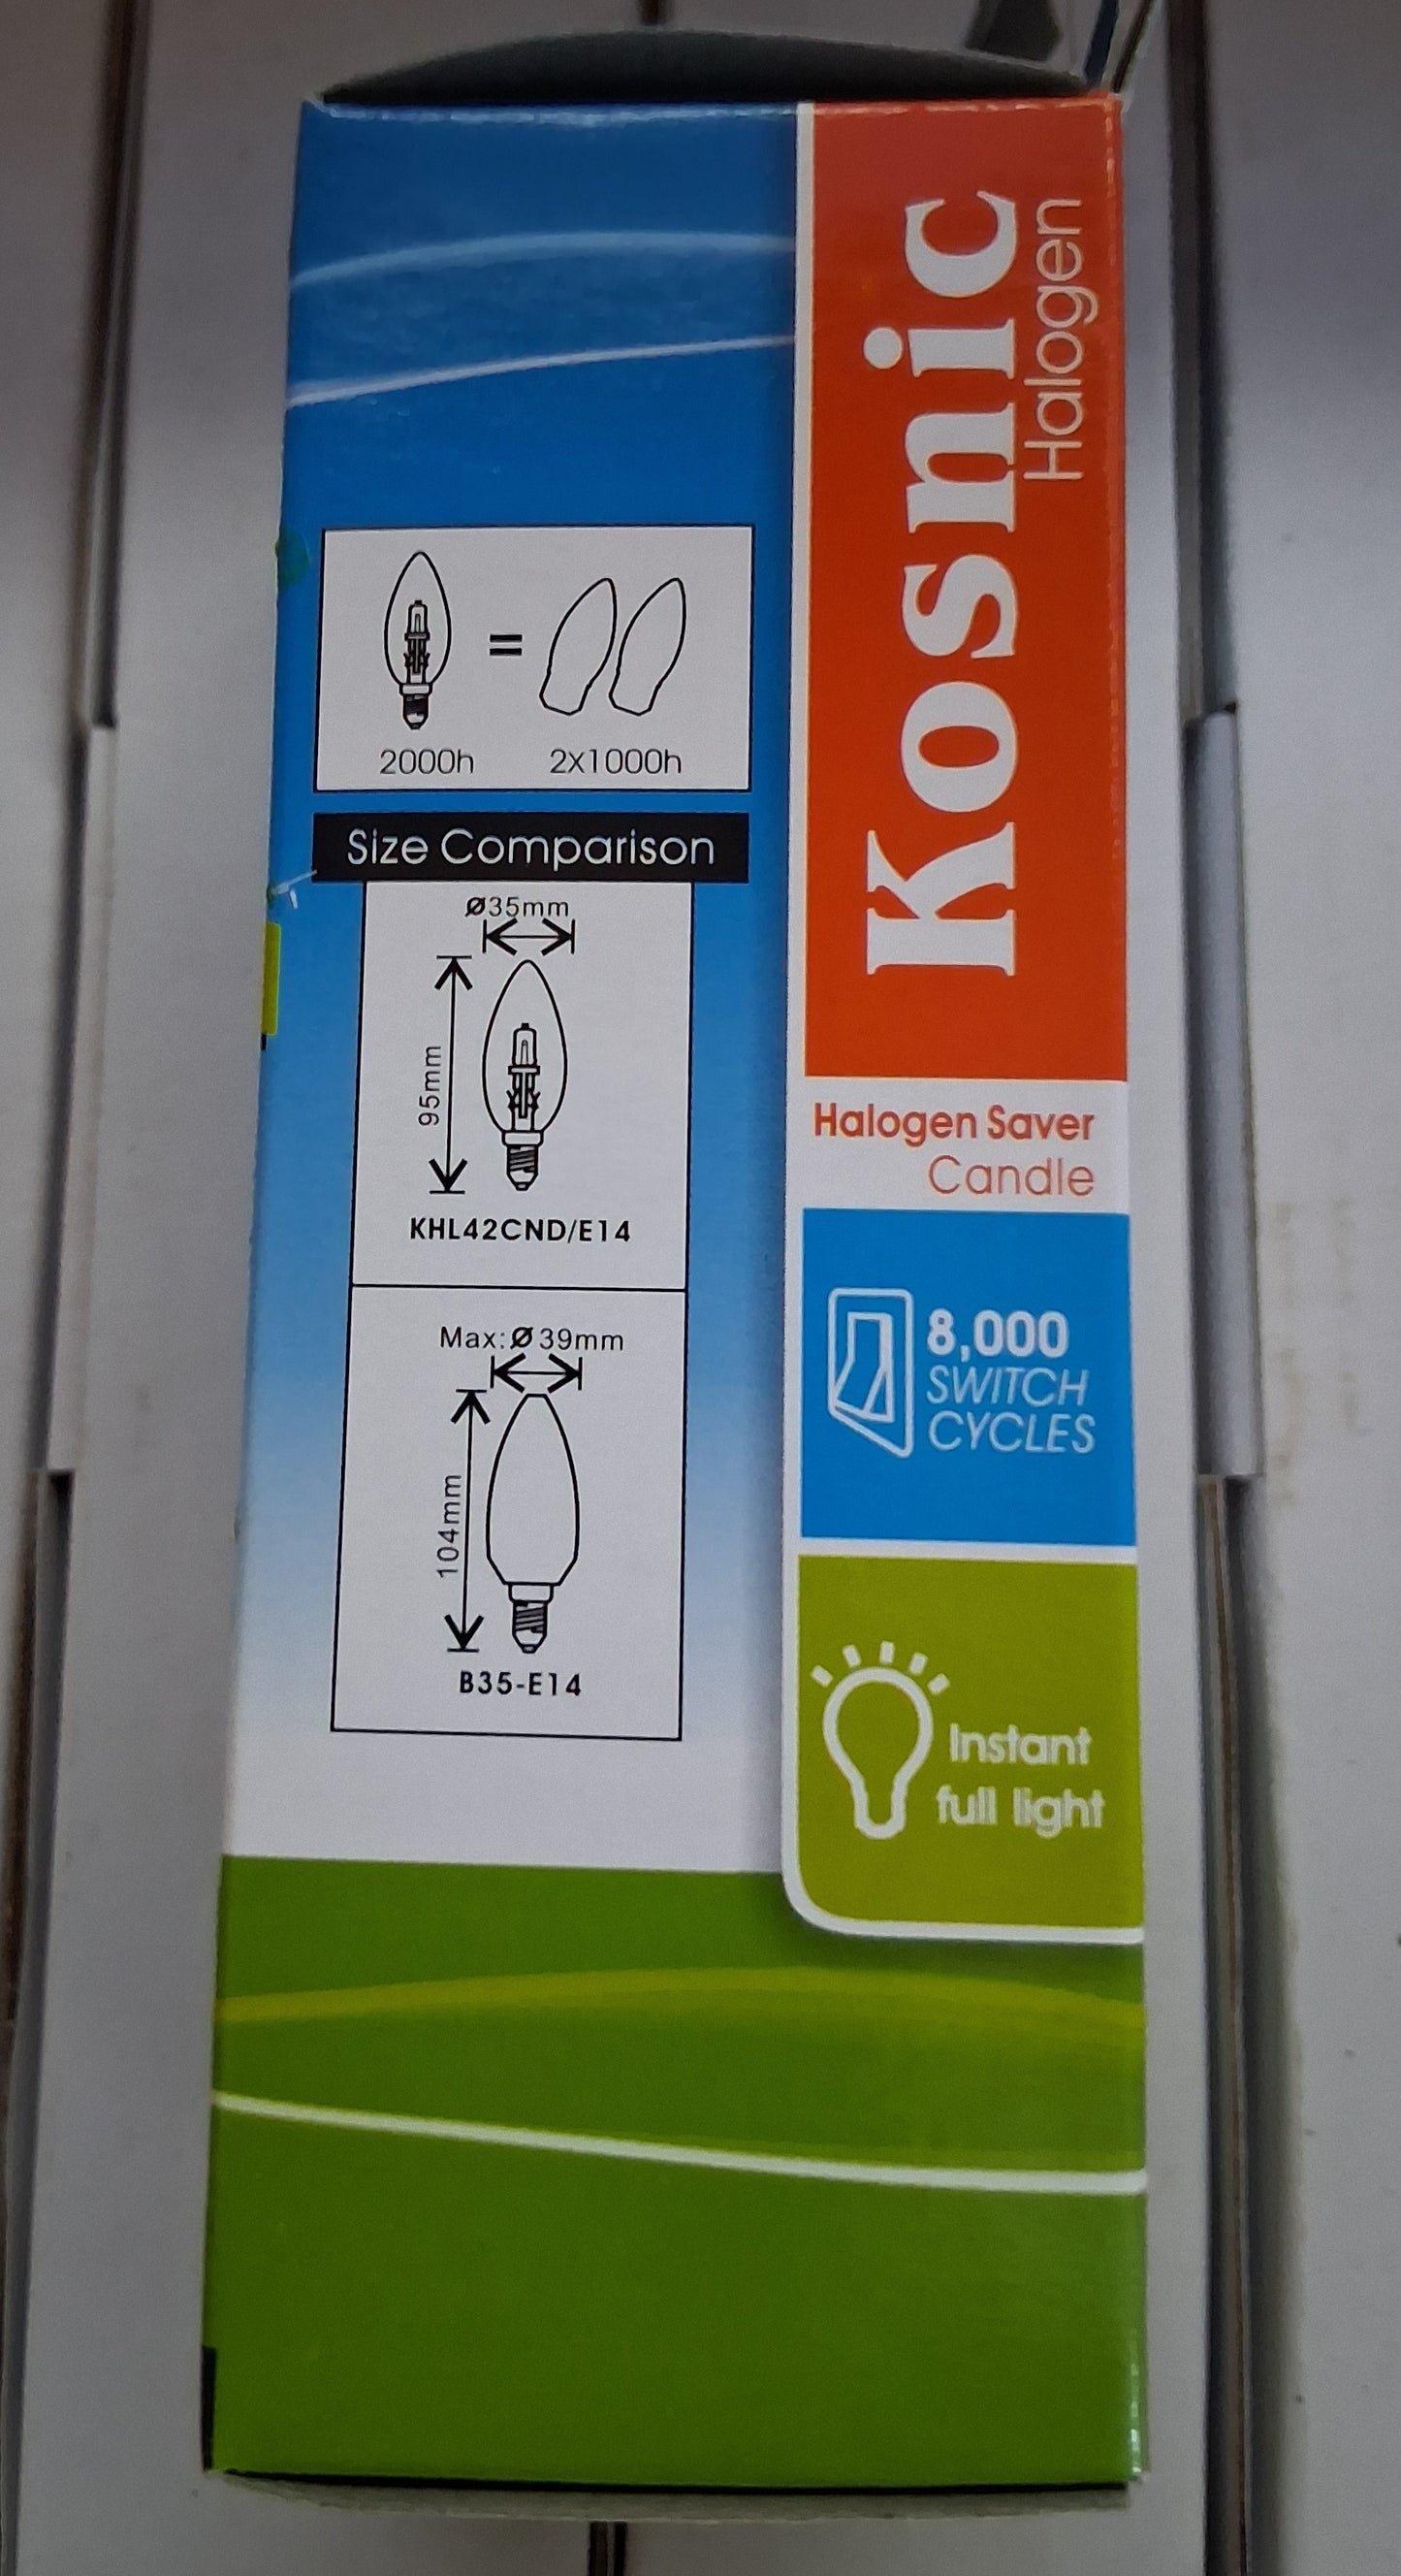 Kosnic
Halogen
2000h = 2x1000h
Size Comparison
Ø35mm
95mm
KHL42CND/E14
Max:Ø39mm
104mm
B35-E14
Halogen Saver
Candle
8,000
SWITCH
CYCLES
Instant
full light